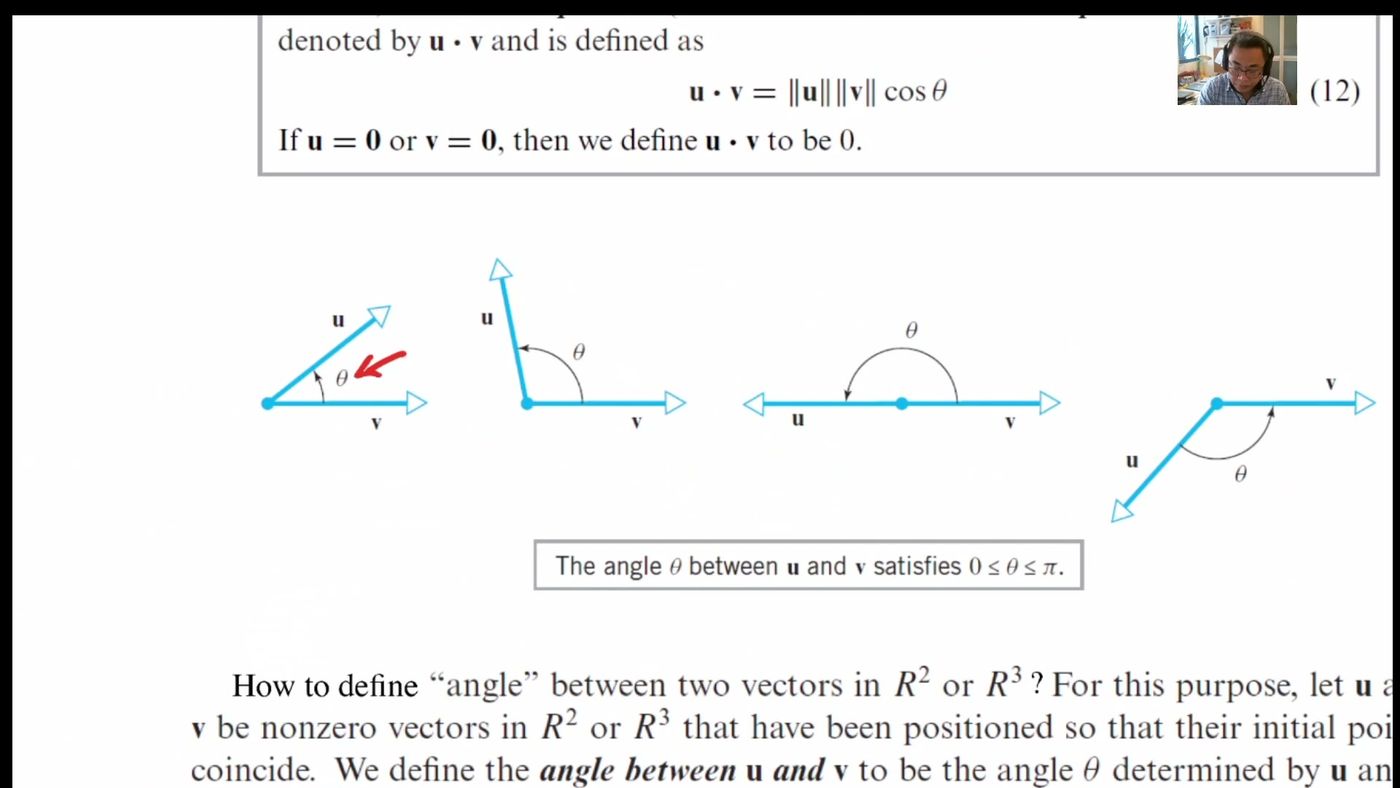 denoted by u · v and is defined as
u · v = ‖u‖ ‖v‖ cos θ (12)
If u = 0 or v = 0, then we define u · v to be 0.
u θ v
u θ v
θ u v
v u θ
The angle θ between u and v satisfies 0 ≤ θ ≤ π.
How to define “angle” between two vectors in R² or R³ ? For this purpose, let u
v be nonzero vectors in R² or R³ that have been positioned so that their initial poi
coincide. We define the angle between u and v to be the angle θ determined by u an